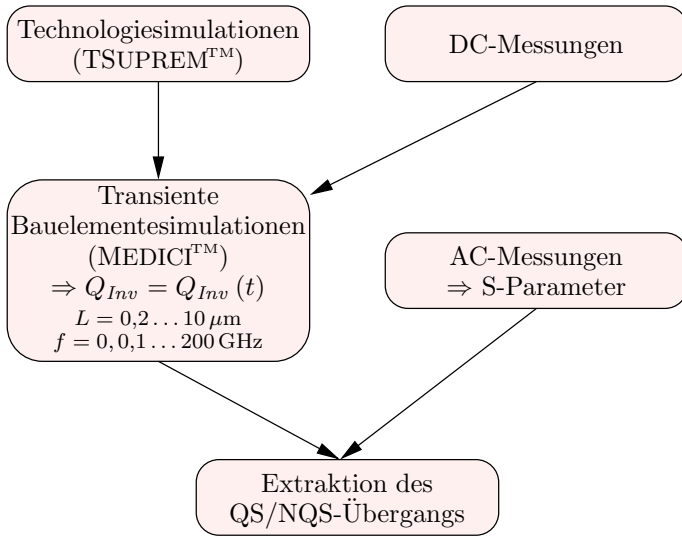 Technologiesimulationen
(TSUPREM™)
DC-Messungen
Transiente
Bauelementesimulationen
(MEDICI™)
⇒ Q_Inv = Q_Inv (t)
L = 0,2 … 10 μm
f = 0, 0,1 … 200 GHz
AC-Messungen
⇒ S-Parameter
Extraktion des
QS/NQS-Übergangs